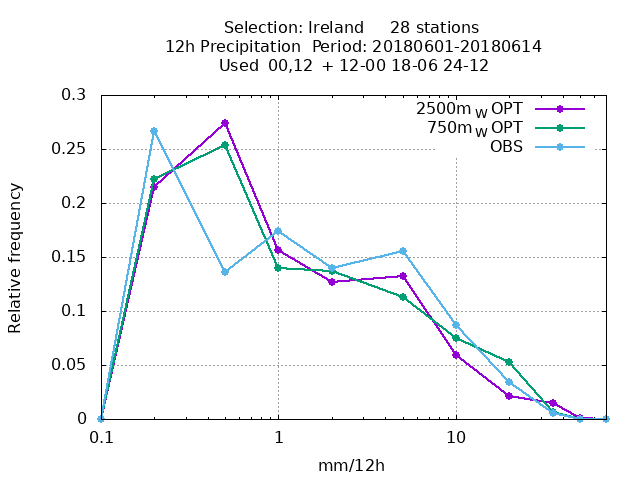 Selection: Ireland 28 stations
12h Precipitation Period: 20180601-20180614
Used 00,12 + 12-00 18-06 24-12
0.3
0.25
0.2
0.15
0.1
0.05
0
Relative frequency
2500m W OPT
750m W OPT
OBS
0.1 1 10
mm/12h